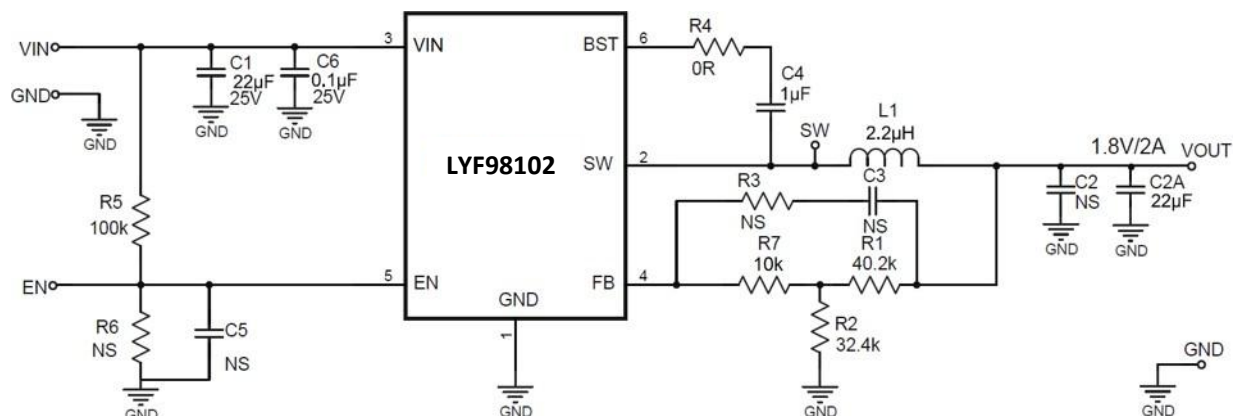 VIN
GND
GND
R5
100k
EN
R6
NS
C5
NS
GND
C1
22µF
25V
GND
C6
0.1µF
25V
GND
3
VIN
BST
6
LYF98102
SW
2
5
EN
FB
4
GND
1
GND
R4
0R
C4
1µF
SW
L1
2.2µH
1.8V/2A
VOUT
C2
NS
GND
C2A
22µF
GND
R3
NS
C3
NS
R7
10k
R1
40.2k
R2
32.4k
GND
GND
GND